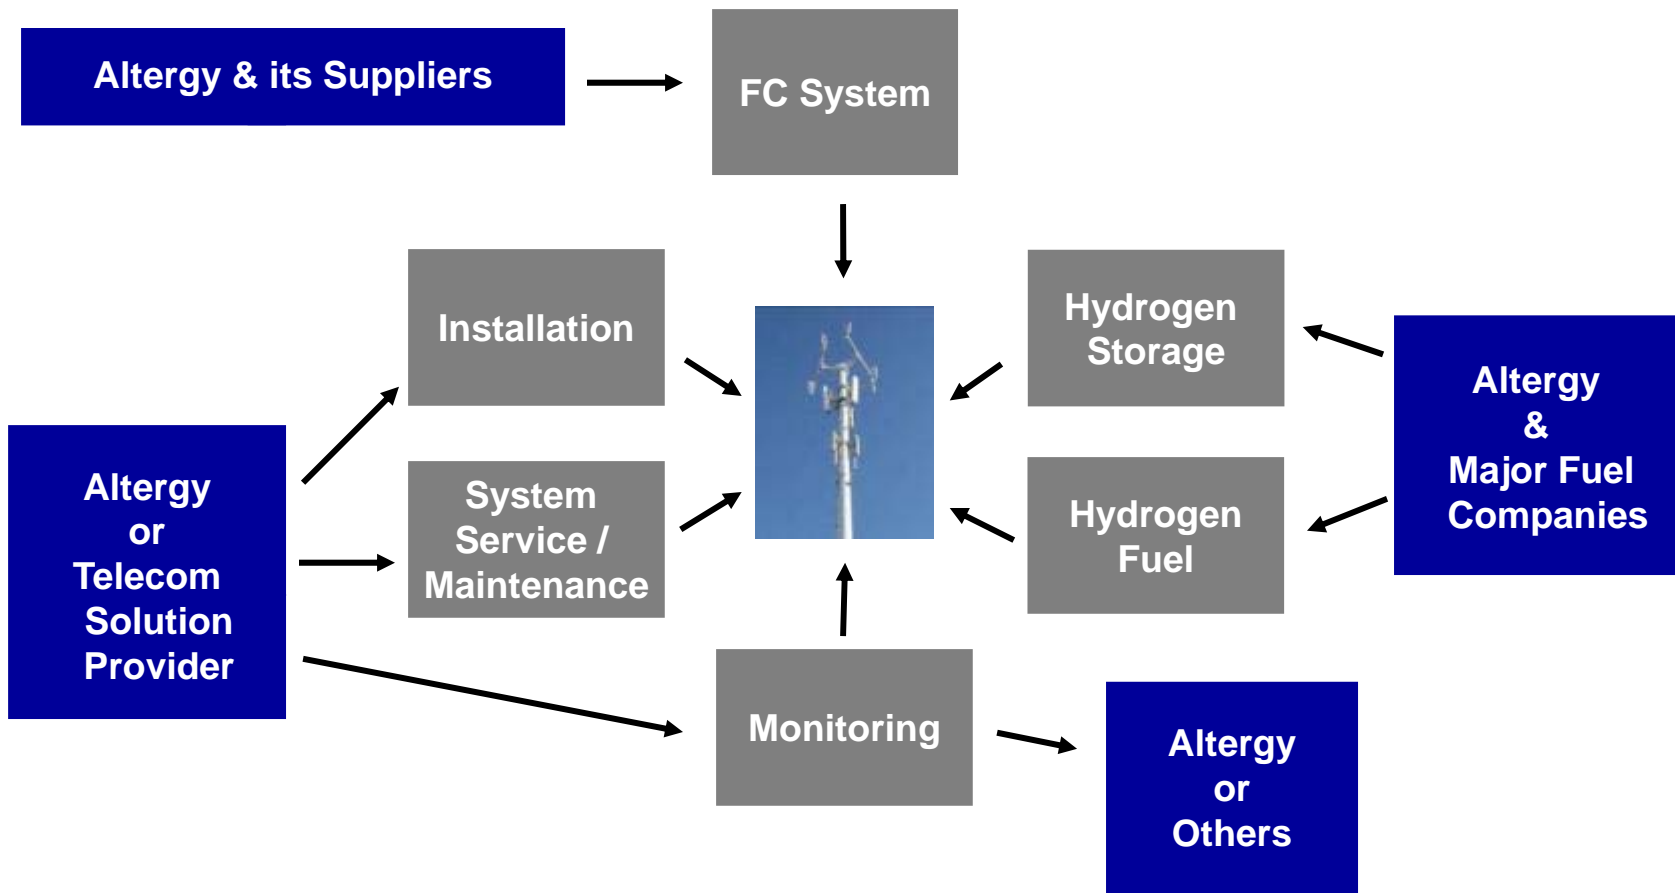 Altergy & its Suppliers
FC System
Installation
Hydrogen
Storage
Altergy
&
Major Fuel
Companies
Altergy
or
Telecom
Solution
Provider
System
Service /
Maintenance
Hydrogen
Fuel
Monitoring
Altergy
or
Others